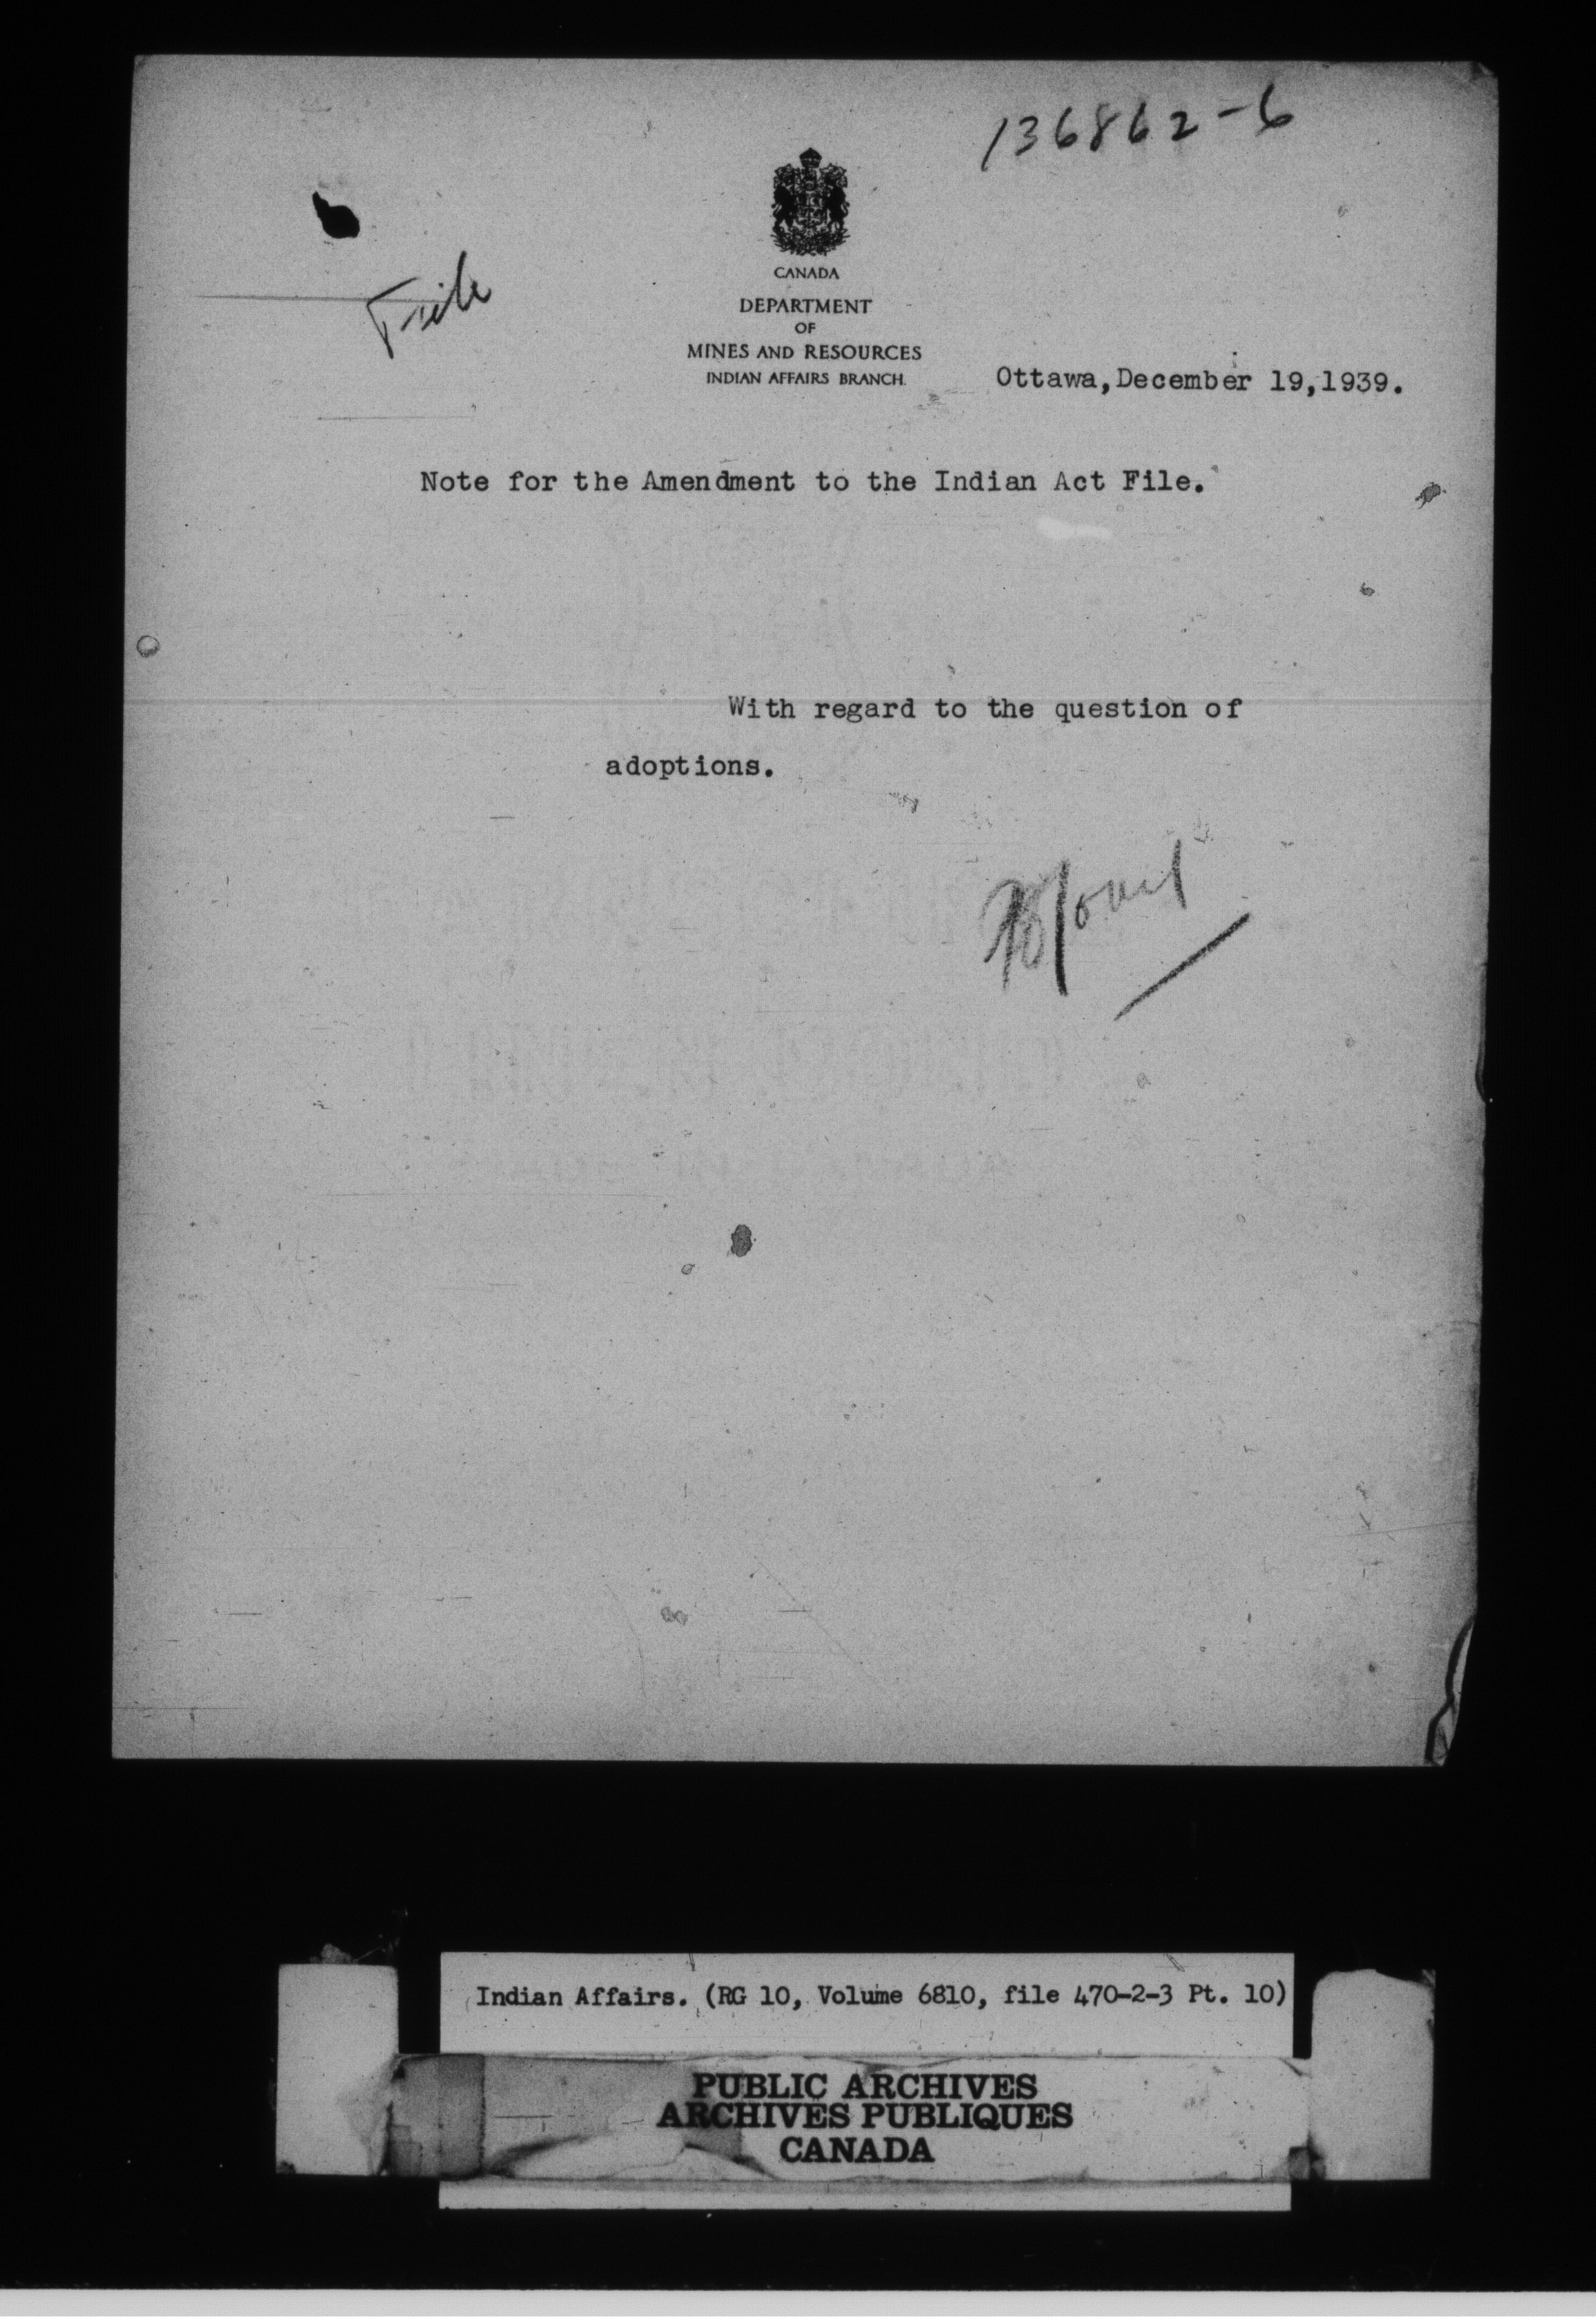 136862-6
File
CANADA
DEPARTMENT
OF
MINES AND RESOURCES
INDIAN AFFAIRS BRANCH.
Ottawa, December 19, 1939.
Note for the Amendment to the Indian Act File.
With regard to the question of
adoptions.
Indian Affairs. (RG 10, Volume 6810, file 470-2-3 Pt. 10)
PUBLIC ARCHIVES
ARCHIVES PUBLIQUES
CANADA